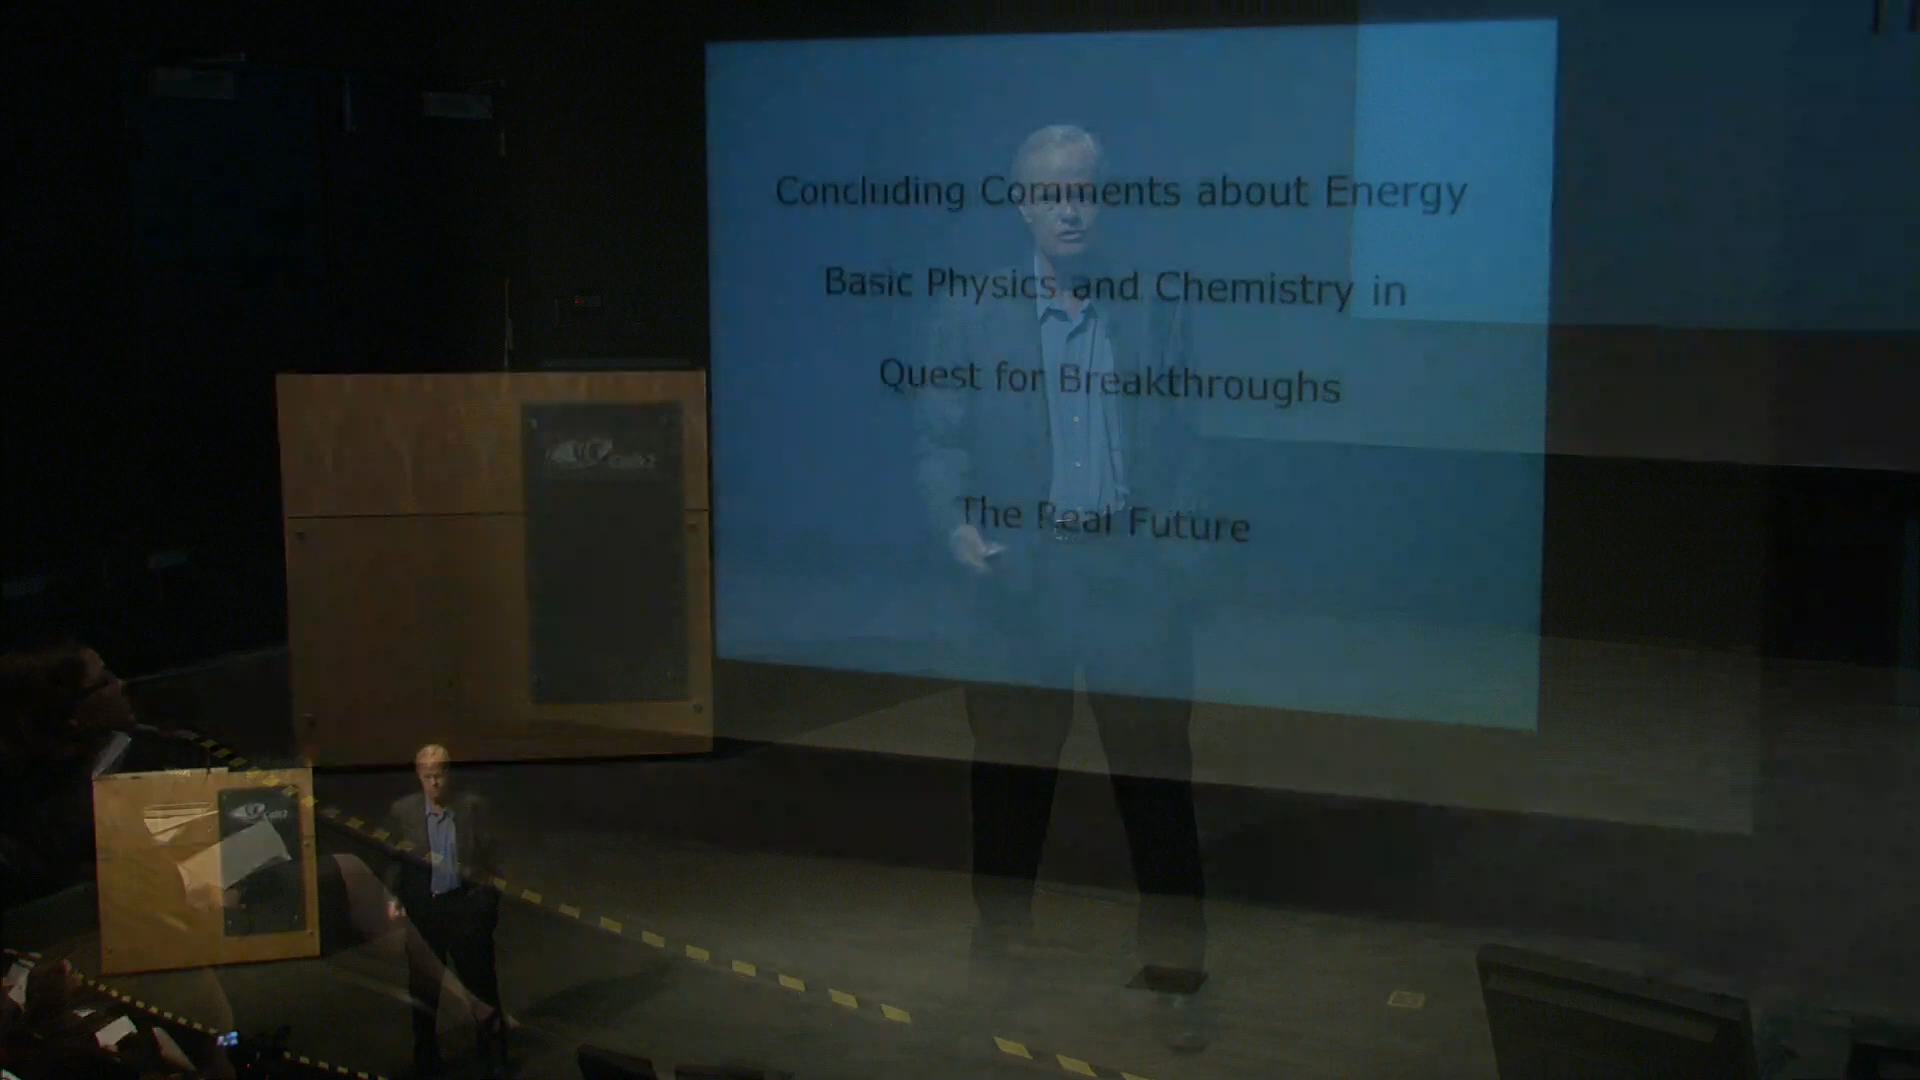 Concluding Comments about Energy
Basic Physics and Chemistry in
Quest for Breakthroughs
The Real Future